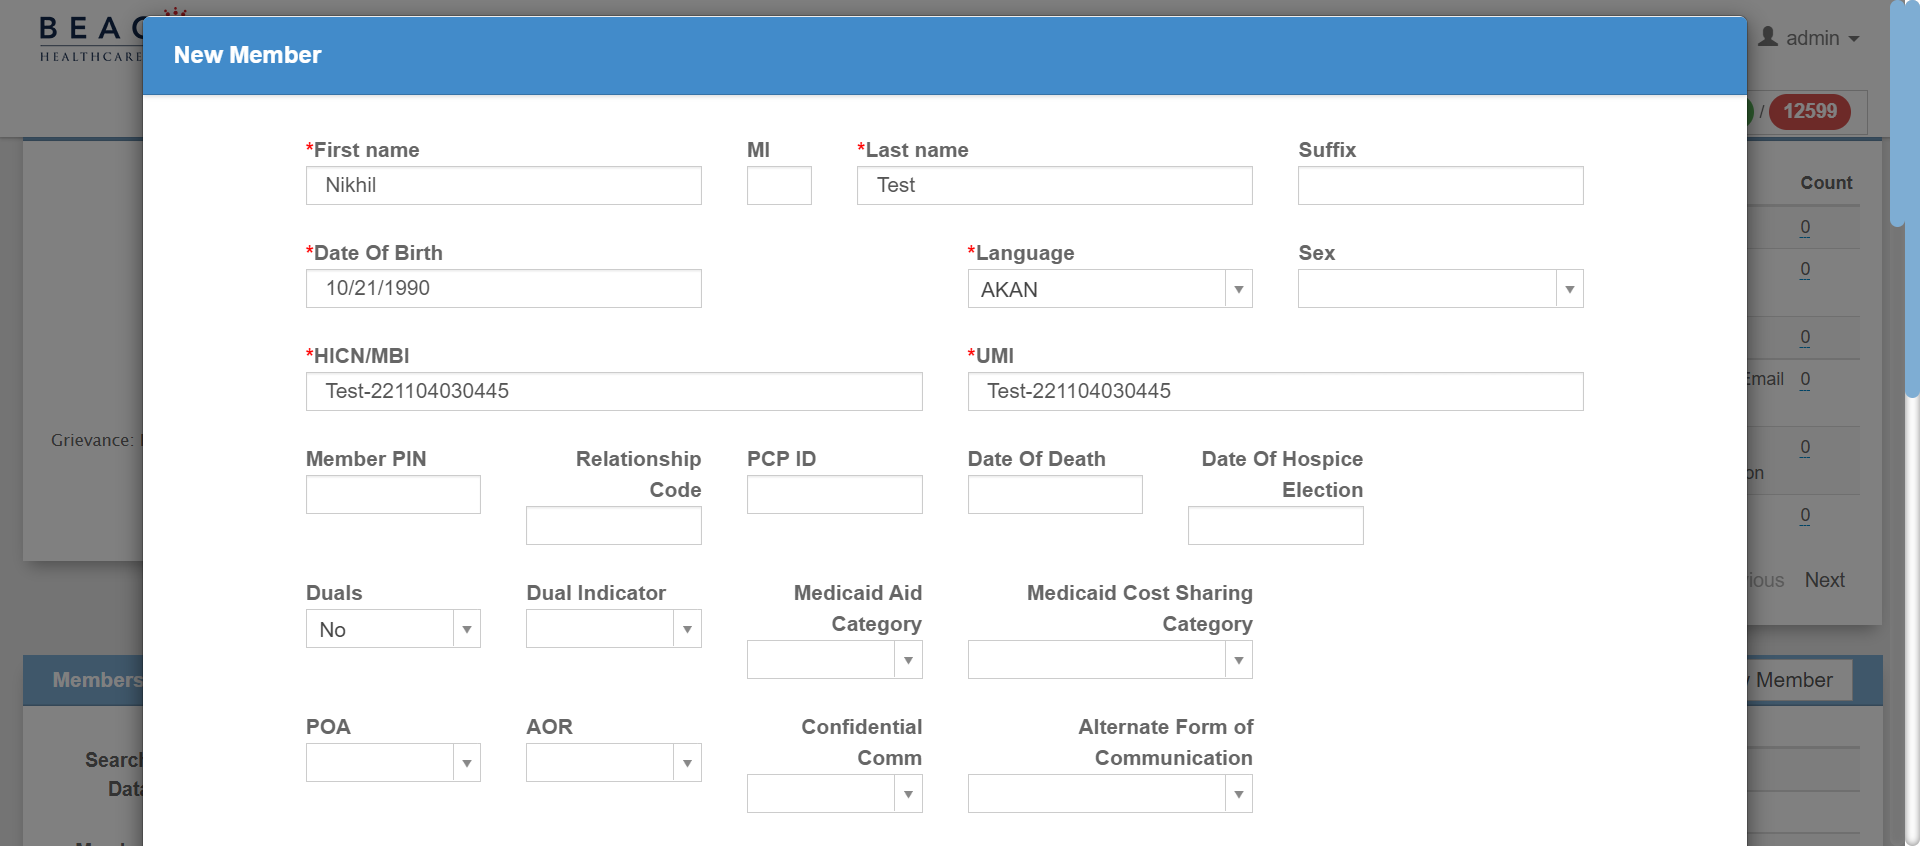 BEAC
HEALTHCARE
New Member
admin
/ 12599
*First name
MI
*Last name
Suffix
Nikhil
Test
Count
0
*Date Of Birth
*Language
Sex
10/21/1990
AKAN
0
0
*HICN/MBI
*UMI
Test-221104030445
Test-221104030445
Email 0
Grievance:
Member PIN
Relationship
Code
PCP ID
Date Of Death
Date Of Hospice
Election
0
on
0
Duals
Dual Indicator
Medicaid Aid
Category
Medicaid Cost Sharing
Category
No
ious Next
Members
Member
POA
AOR
Confidential
Comm
Alternate Form of
Communication
Search
Data